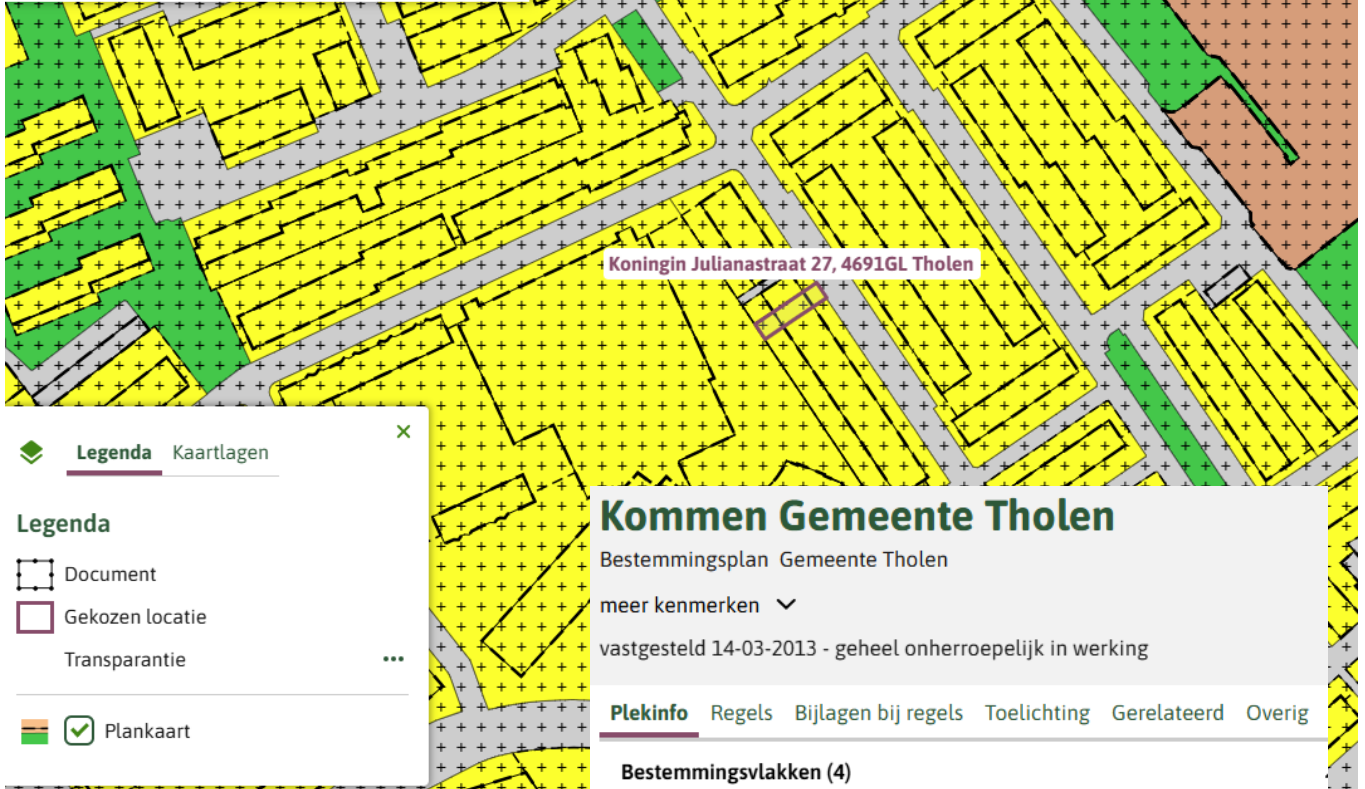 Koningin Julianastraat 27, 4691GL Tholen
Legenda Kaartlagen
Legenda
Document
Gekozen locatie
Transparantie
Plankaart
Kommen Gemeente Tholen
Bestemmingsplan Gemeente Tholen
meer kenmerken
vastgesteld 14-03-2013 - geheel onherroepelijk in werking
Plekinfo Regels Bijlagen bij regels Toelichting Gerelateerd Overig
Bestemmingsvlakken (4)